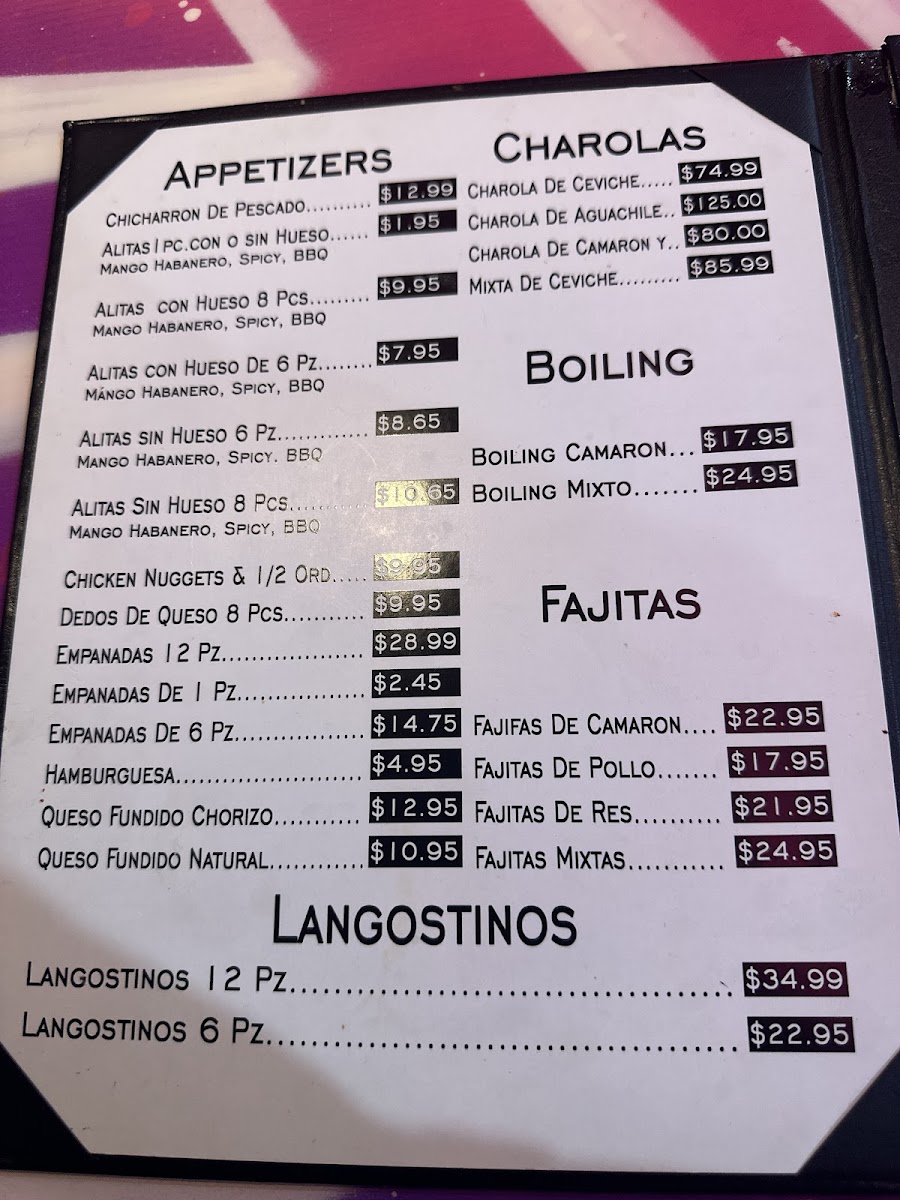 APPETIZERS
CHICHARRON DE PESCADO.......... $12.99
ALITAS 1 PC.CON O SIN HUESO...... $1.95
MANGO HABANERO, SPICY, BBQ
ALITAS CON HUESO 8 PCS......... $9.95
MANGO HABANERO, SPICY, BBQ
ALITAS CON HUESO DE 6 PZ........ $7.95
MANGO HABANERO, SPICY, BBQ
ALITAS SIN HUESO 6 PZ............. $8.65
MANGO HABANERO, SPICY. BBQ
ALITAS SIN HUESO 8 PCS............ $10.65
MANGO HABANERO, SPICY, BBQ
CHICKEN NUGGETS & 1/2 ORD..... $9.95
DEDOS DE QUESO 8 PCS........... $9.95
EMPANADAS 12 PZ................... $28.99
EMPANADAS DE 1 PZ................. $2.45
EMPANADAS DE 6 PZ................. $14.75
HAMBURGUESA........................ $4.95
QUESO FUNDIDO CHORIZO........... $12.95
QUESO FUNDIDO NATURAL............ $10.95
CHAROLAS
CHAROLA DE CEVICHE..... $74.99
CHAROLA DE AGUACHILE.. $125.00
CHAROLA DE CAMARON Y.. $80.00
MIXTA DE CEVICHE......... $85.99
BOILING
BOILING CAMARON... $17.95
BOILING MIXTO....... $24.95
FAJITAS
FAJIFAS DE CAMARON.... $22.95
FAJITAS DE POLLO....... $17.95
FAJITAS DE RES.......... $21.95
FAJITAS MIXTAS........... $24.95
LANGOSTINOS
LANGOSTINOS 12 PZ........................................ $34.99
LANGOSTINOS 6 PZ.......................................... $22.95